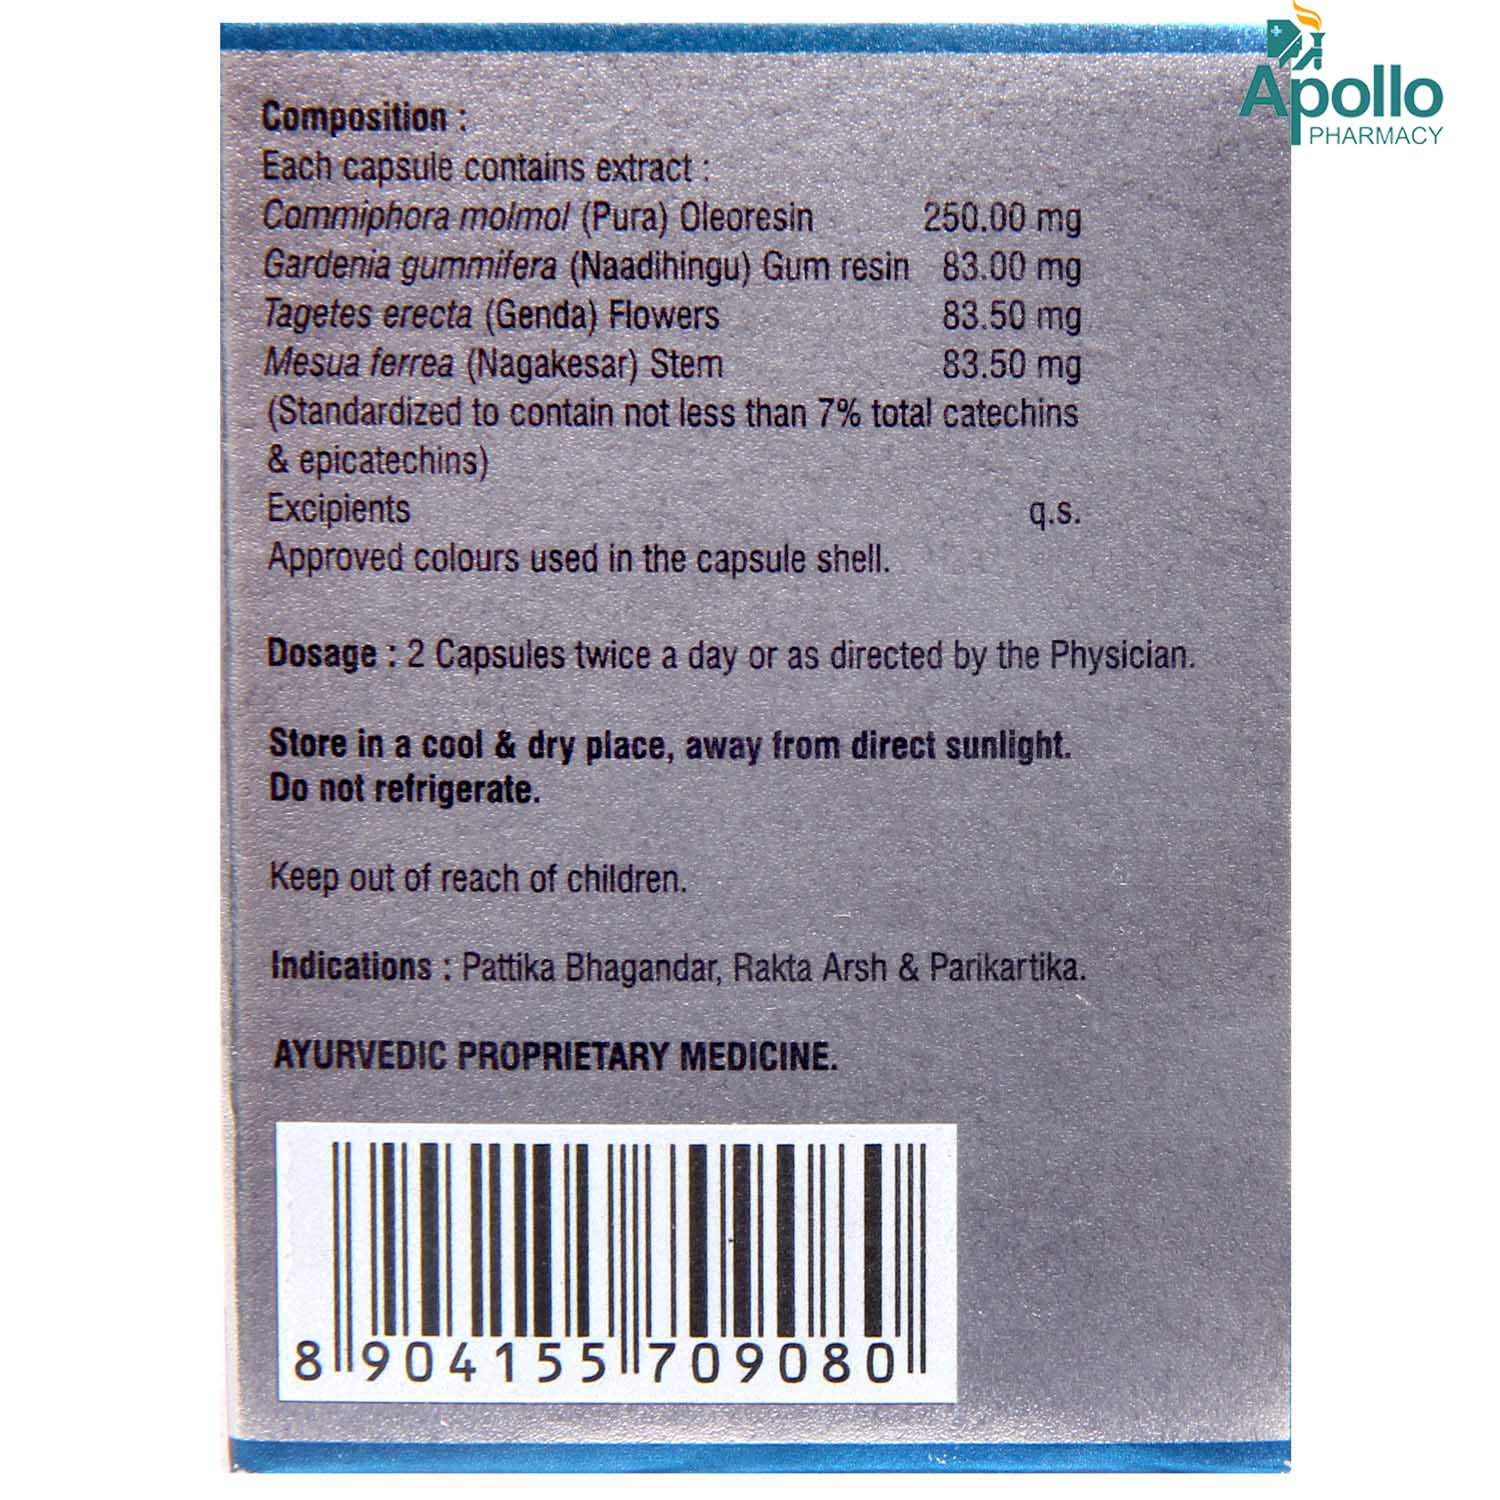 Apollo
PHARMACY
Composition :
Each capsule contains extract :
Commiphora molmol (Pura) Oleoresin 250.00 mg
Gardenia gummifera (Naadihingu) Gum resin 83.00 mg
Tagetes erecta (Genda) Flowers 83.50 mg
Mesua ferrea (Nagakesar) Stem 83.50 mg
(Standardized to contain not less than 7% total catechins
& epicatechins)
Excipients q.s.
Approved colours used in the capsule shell.
Dosage : 2 Capsules twice a day or as directed by the Physician.
Store in a cool & dry place, away from direct sunlight.
Do not refrigerate.
Keep out of reach of children.
Indications : Pattika Bhagandar, Rakta Arsh & Parikartika.
AYURVEDIC PROPRIETARY MEDICINE.
8 904155 709080